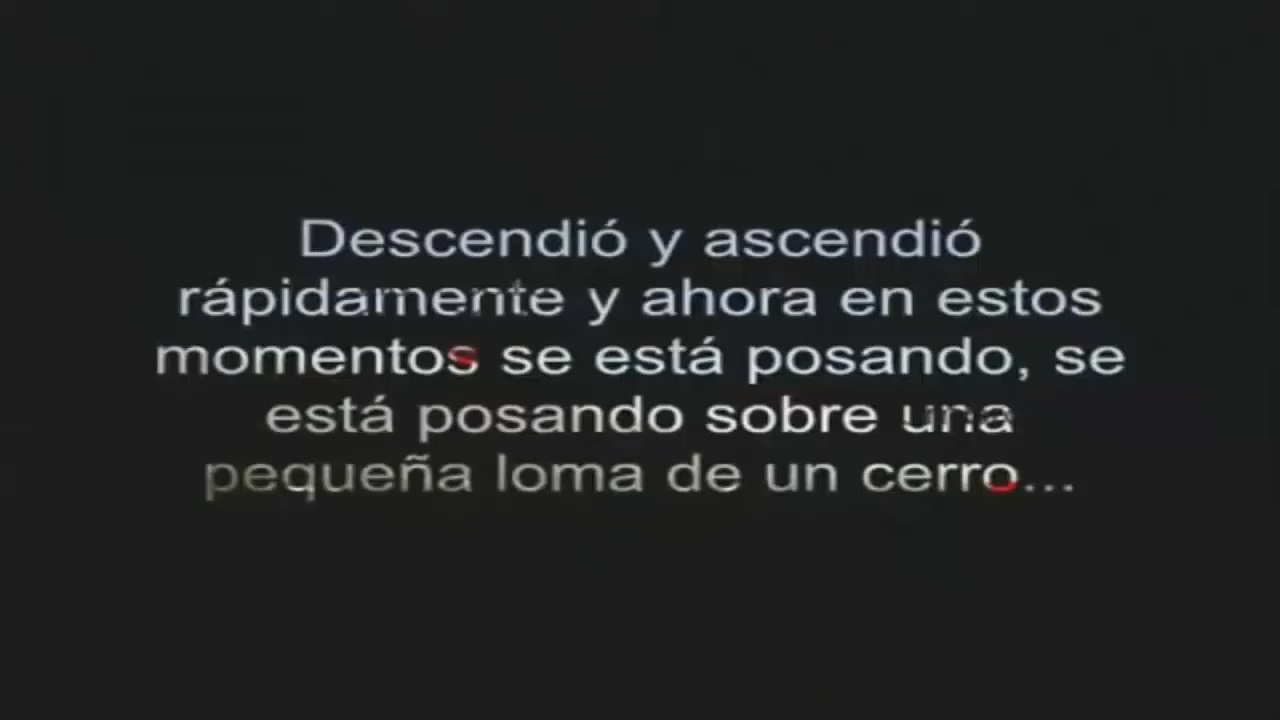 Descendió y ascendió
rápidamente y ahora en estos
momentos se está posando, se
está posando sobre una
pequeña loma de un cerro...